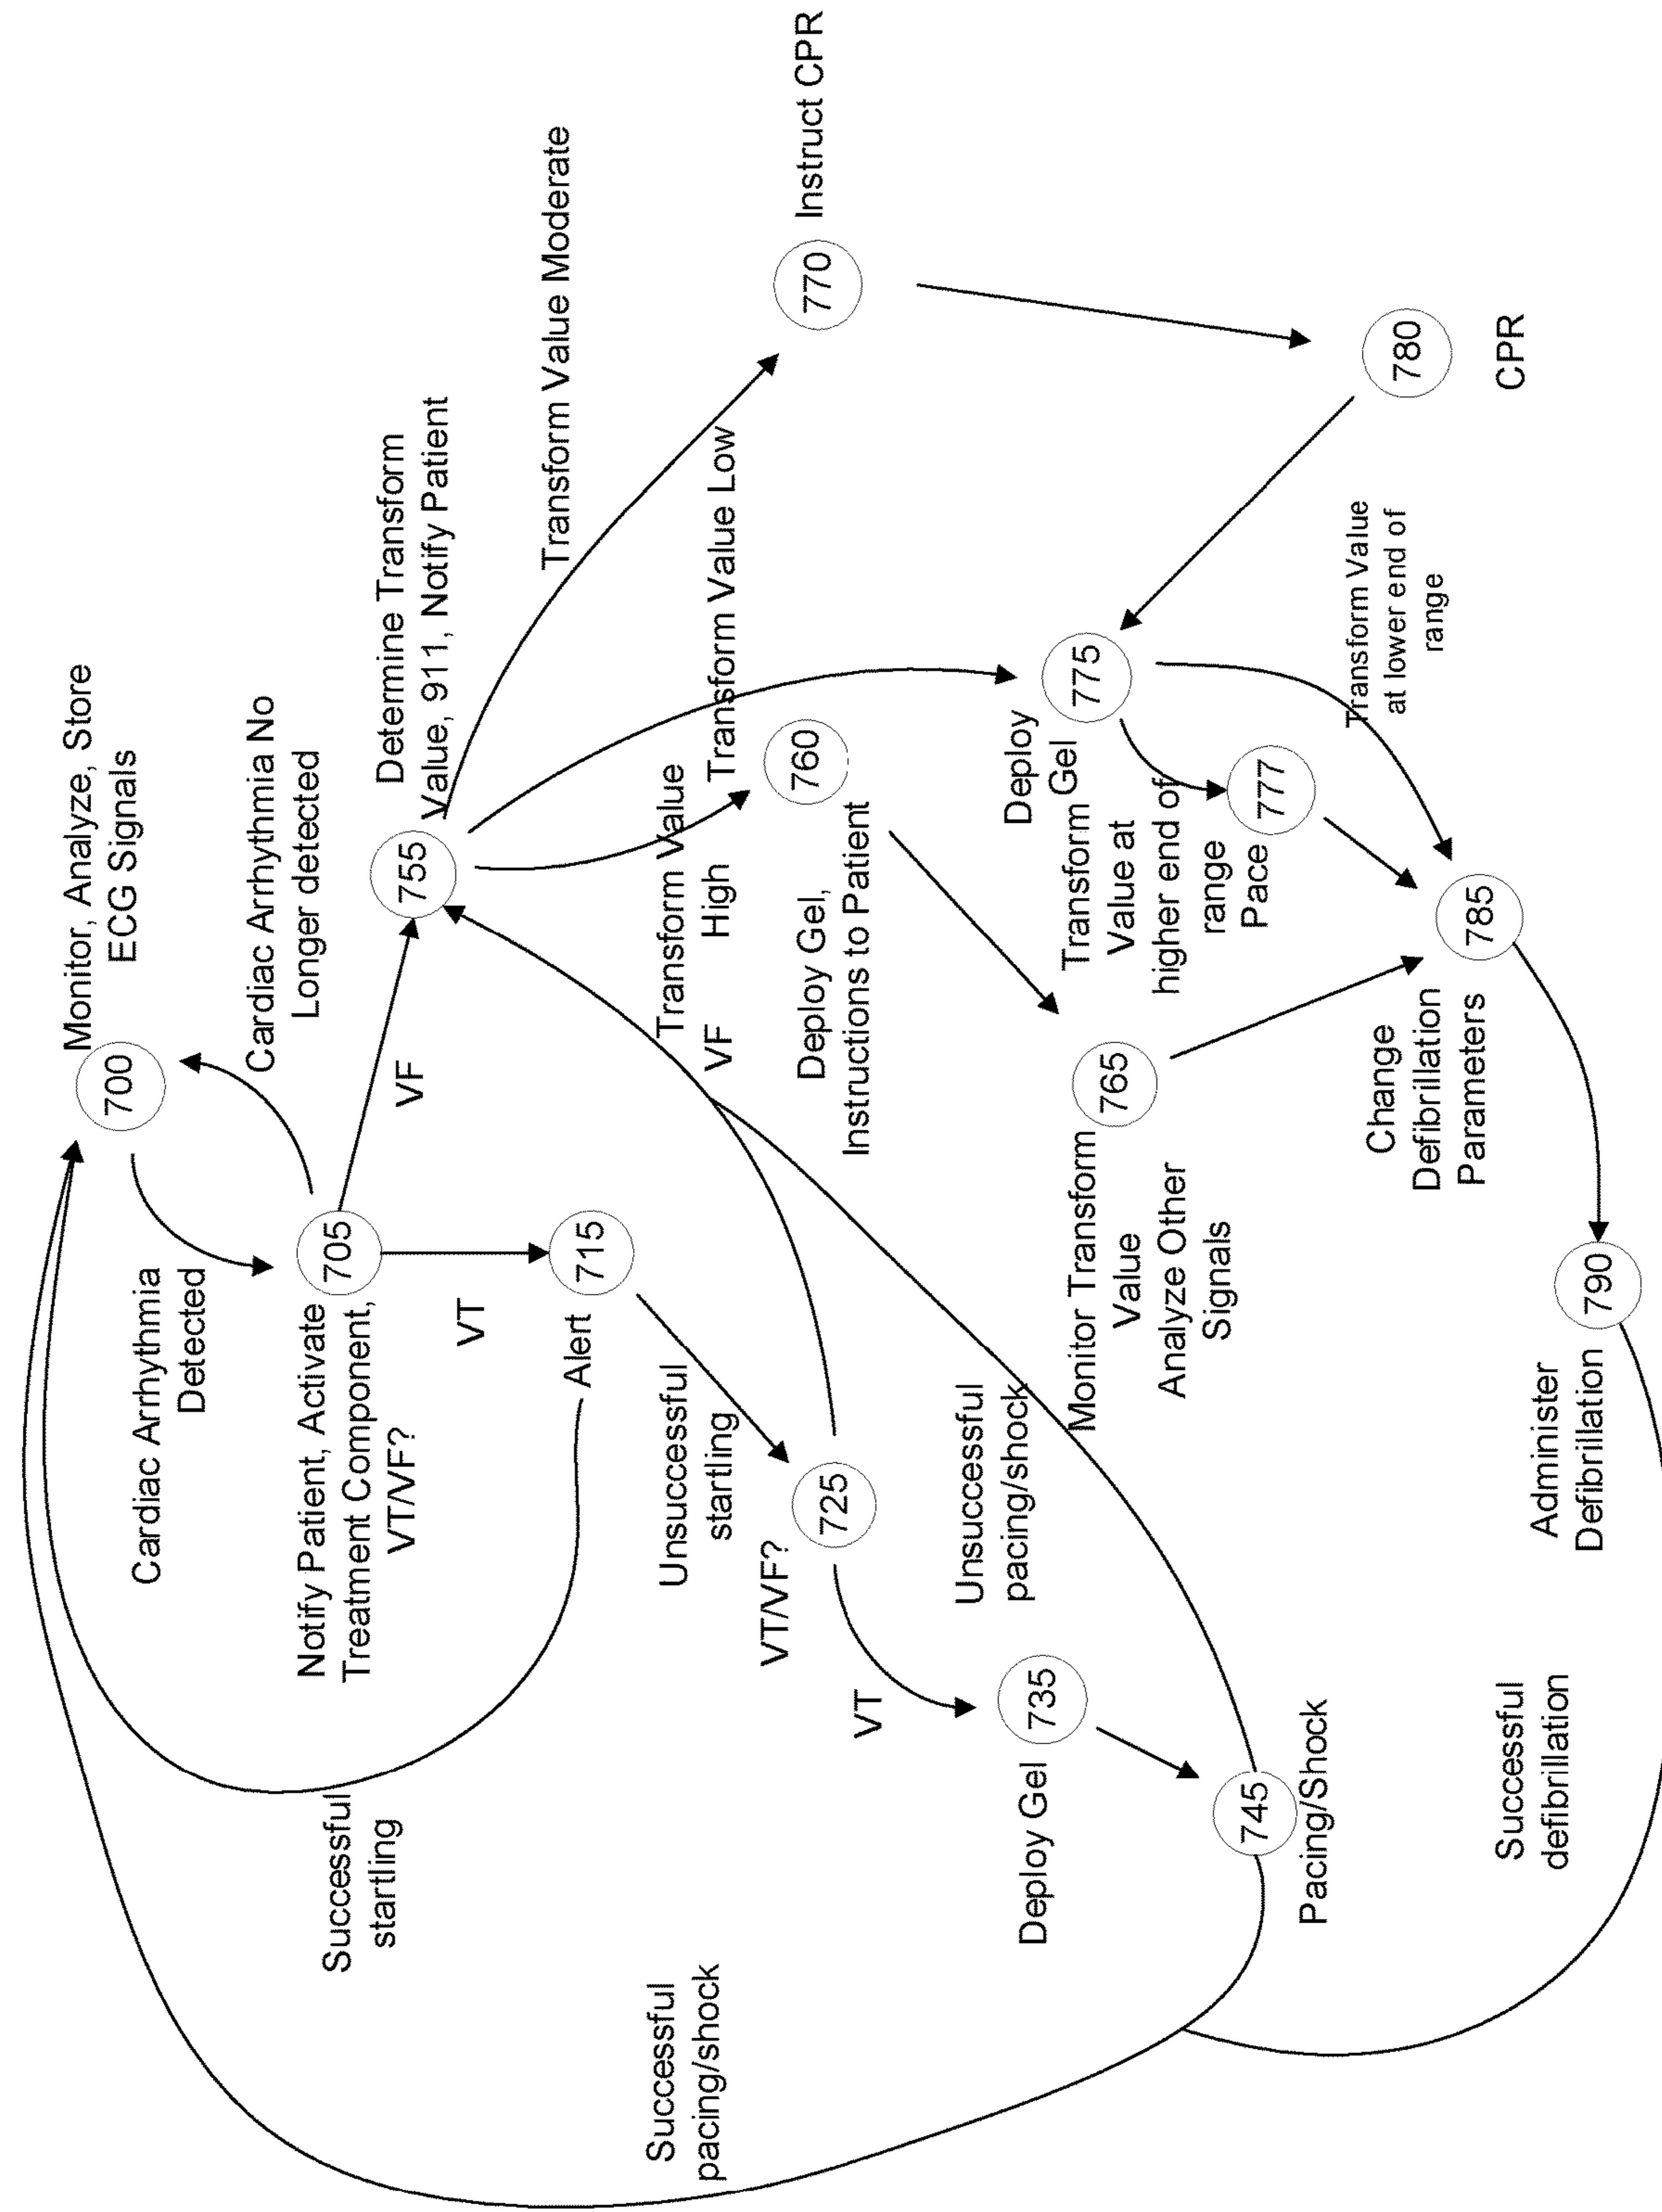 Monitor, Analyze, Store
ECG Signals
700
Cardiac Arrhythmia
Detected
Cardiac Arrhythmia No
Longer detected
705
Notify Patient, Activate
Treatment Component,
VT/VF?
VF
VT
755
Determine Transform
Value, 911, Notify Patient
715
Alert
Successful
startling
Unsuccessful
startling
Transform Value Moderate
Transform Value Low
Transform Value
High
VF
725
VT/VF?
VT
760
Deploy Gel,
Instructions to Patient
770
Instruct CPR
Successful
pacing/shock
Unsuccessful
pacing/shock
735
Deploy Gel
745
Pacing/Shock
765
Monitor Transform
Value
Analyze Other
Signals
775
Deploy
Gel
Transform
Value at
higher end of
range
777
Pace
Transform Value
at lower end of
range
780
CPR
785
Change
Defibrillation
Parameters
790
Administer
Defibrillation
Successful
defibrillation